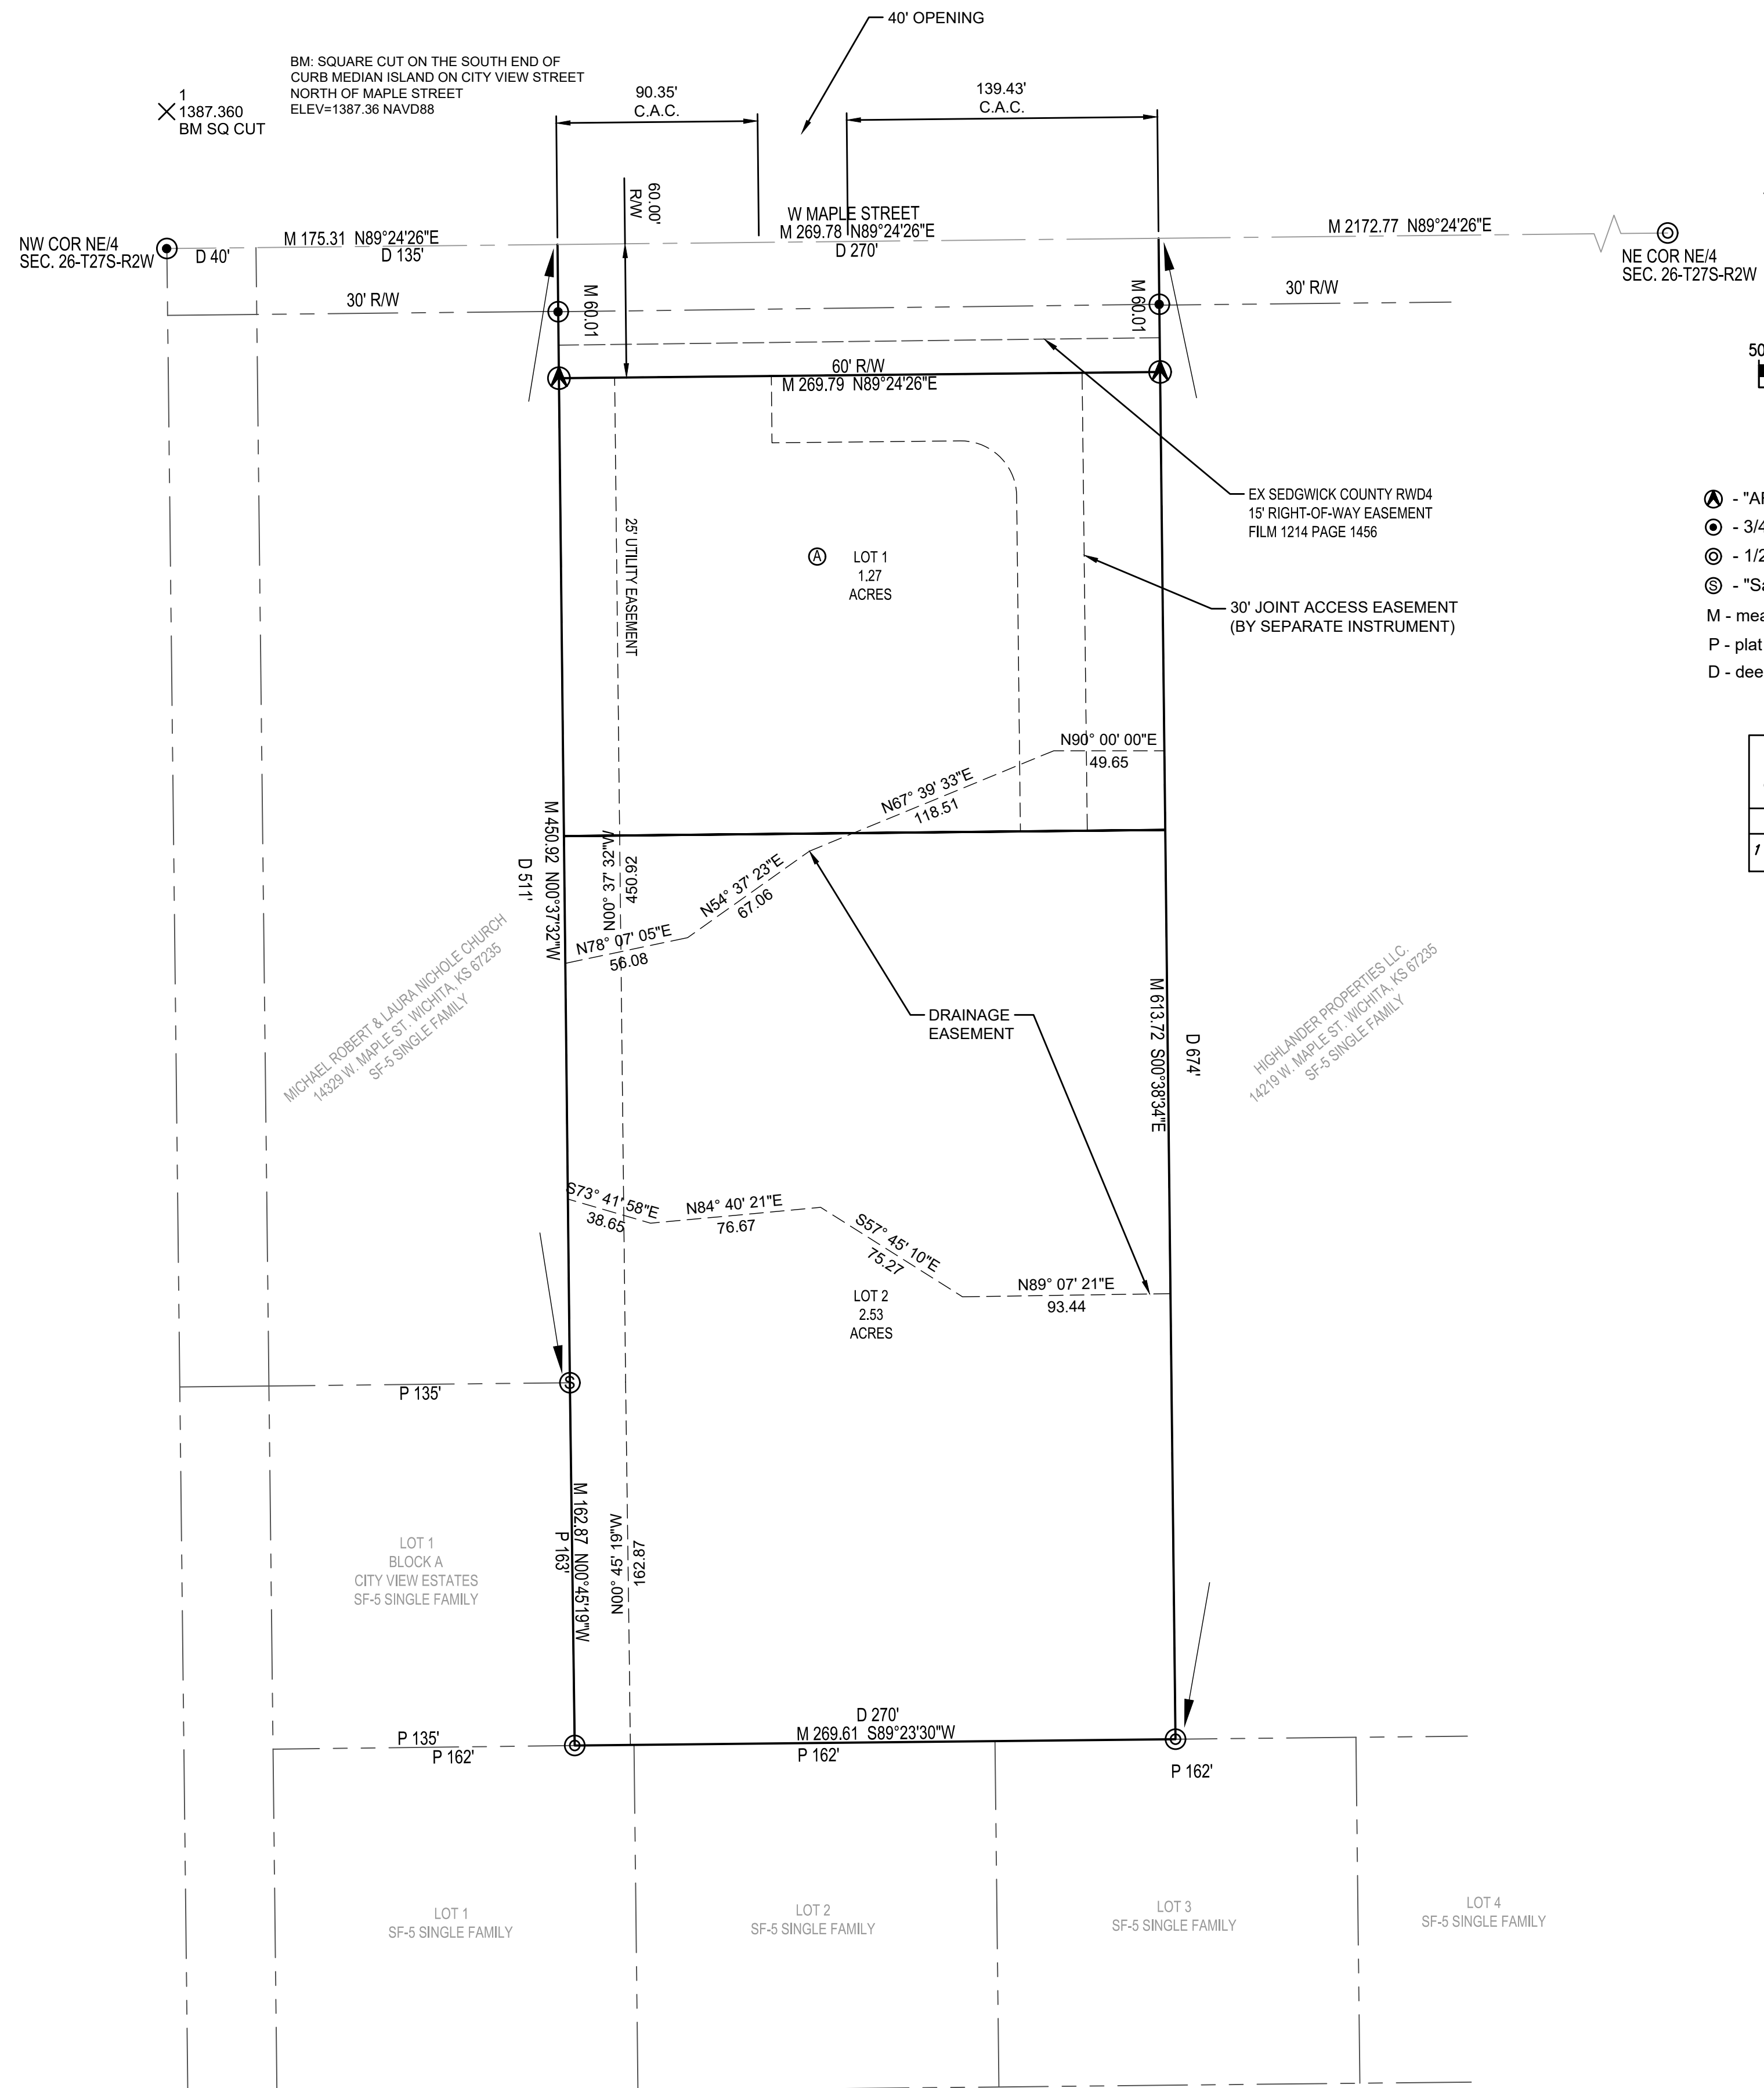 40' OPENING
BM: SQUARE CUT ON THE SOUTH END OF
CURB MEDIAN ISLAND ON CITY VIEW STREET
NORTH OF MAPLE STREET
ELEV=1387.36 NAVD88
1
1387.360
BM SQ CUT
90.35'
C.A.C.
139.43'
C.A.C.
60.00'
R/W
NW COR NE/4
SEC. 26-T27S-R2W
D 40'
M 175.31 N89°24'26"E
D 135'
W MAPLE STREET
M 269.78 N89°24'26"E
D 270'
M 2172.77 N89°24'26"E
NE COR NE/4
SEC. 26-T27S-R2W
30' R/W
M 60.01
M 60.01
30' R/W
60' R/W
M 269.79 N89°24'26"E
50
EX SEDGWICK COUNTY RWD4
15' RIGHT-OF-WAY EASEMENT
FILM 1214 PAGE 1456
25' UTILITY EASEMENT
A
LOT 1
1.27
ACRES
30' JOINT ACCESS EASEMENT
(BY SEPARATE INSTRUMENT)
A - "A
- 3/4
- 1/2
S - "Sa
M - mea
P - plat
D - dee
1
N90° 00' 00"E
49.65
N67° 39' 33"E
118.51
N54° 37' 23"E
67.06
N78° 07' 05"E
56.08
M 450.92 N00°37'32"W
D 511'
N00° 37' 32"W
450.92
MICHAEL ROBERT & LAURA NICHOLE CHURCH
14329 W. MAPLE ST. WICHITA, KS 67235
SF-5 SINGLE FAMILY
DRAINAGE
EASEMENT
M 613.72 S00°38'34"E
D 674'
HIGHLANDER PROPERTIES LLC.
14219 W. MAPLE ST. WICHITA, KS 67235
SF-5 SINGLE FAMILY
S73° 41' 58"E
38.65
N84° 40' 21"E
76.67
S57° 45' 10"E
75.27
N89° 07' 21"E
93.44
LOT 2
2.53
ACRES
S
P 135'
M 162.87 N00°45'19"W
P 163'
N00° 45' 19"W
162.87
LOT 1
BLOCK A
CITY VIEW ESTATES
SF-5 SINGLE FAMILY
P 135'
P 162'
D 270'
M 269.61 S89°23'30"W
P 162'
P 162'
LOT 1
SF-5 SINGLE FAMILY
LOT 2
SF-5 SINGLE FAMILY
LOT 3
SF-5 SINGLE FAMILY
LOT 4
SF-5 SINGLE FAMILY